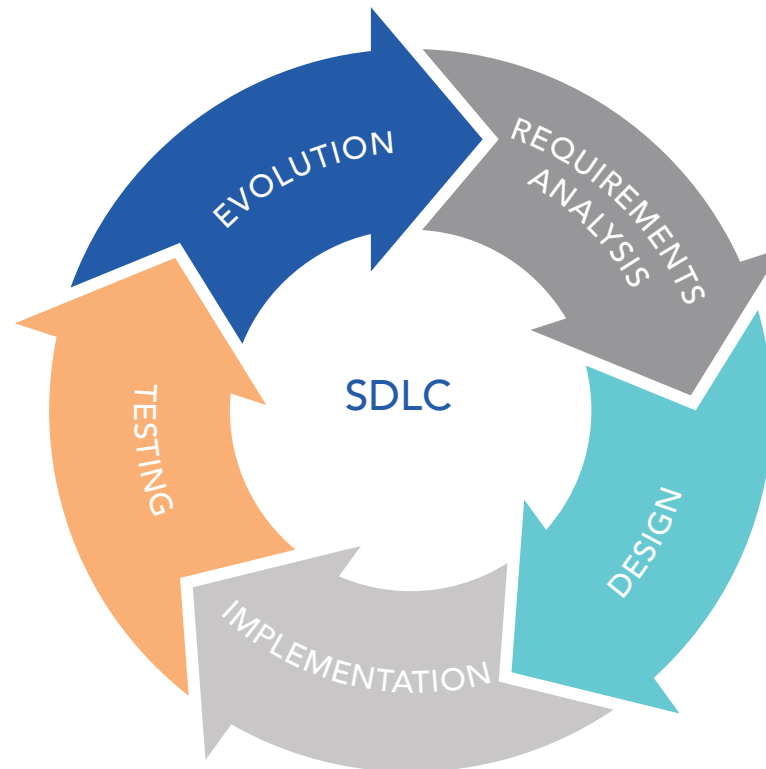 EVOLUTION
REQUIREMENTS
ANALYSIS
SDLC
TESTING
DESIGN
IMPLEMENTATION